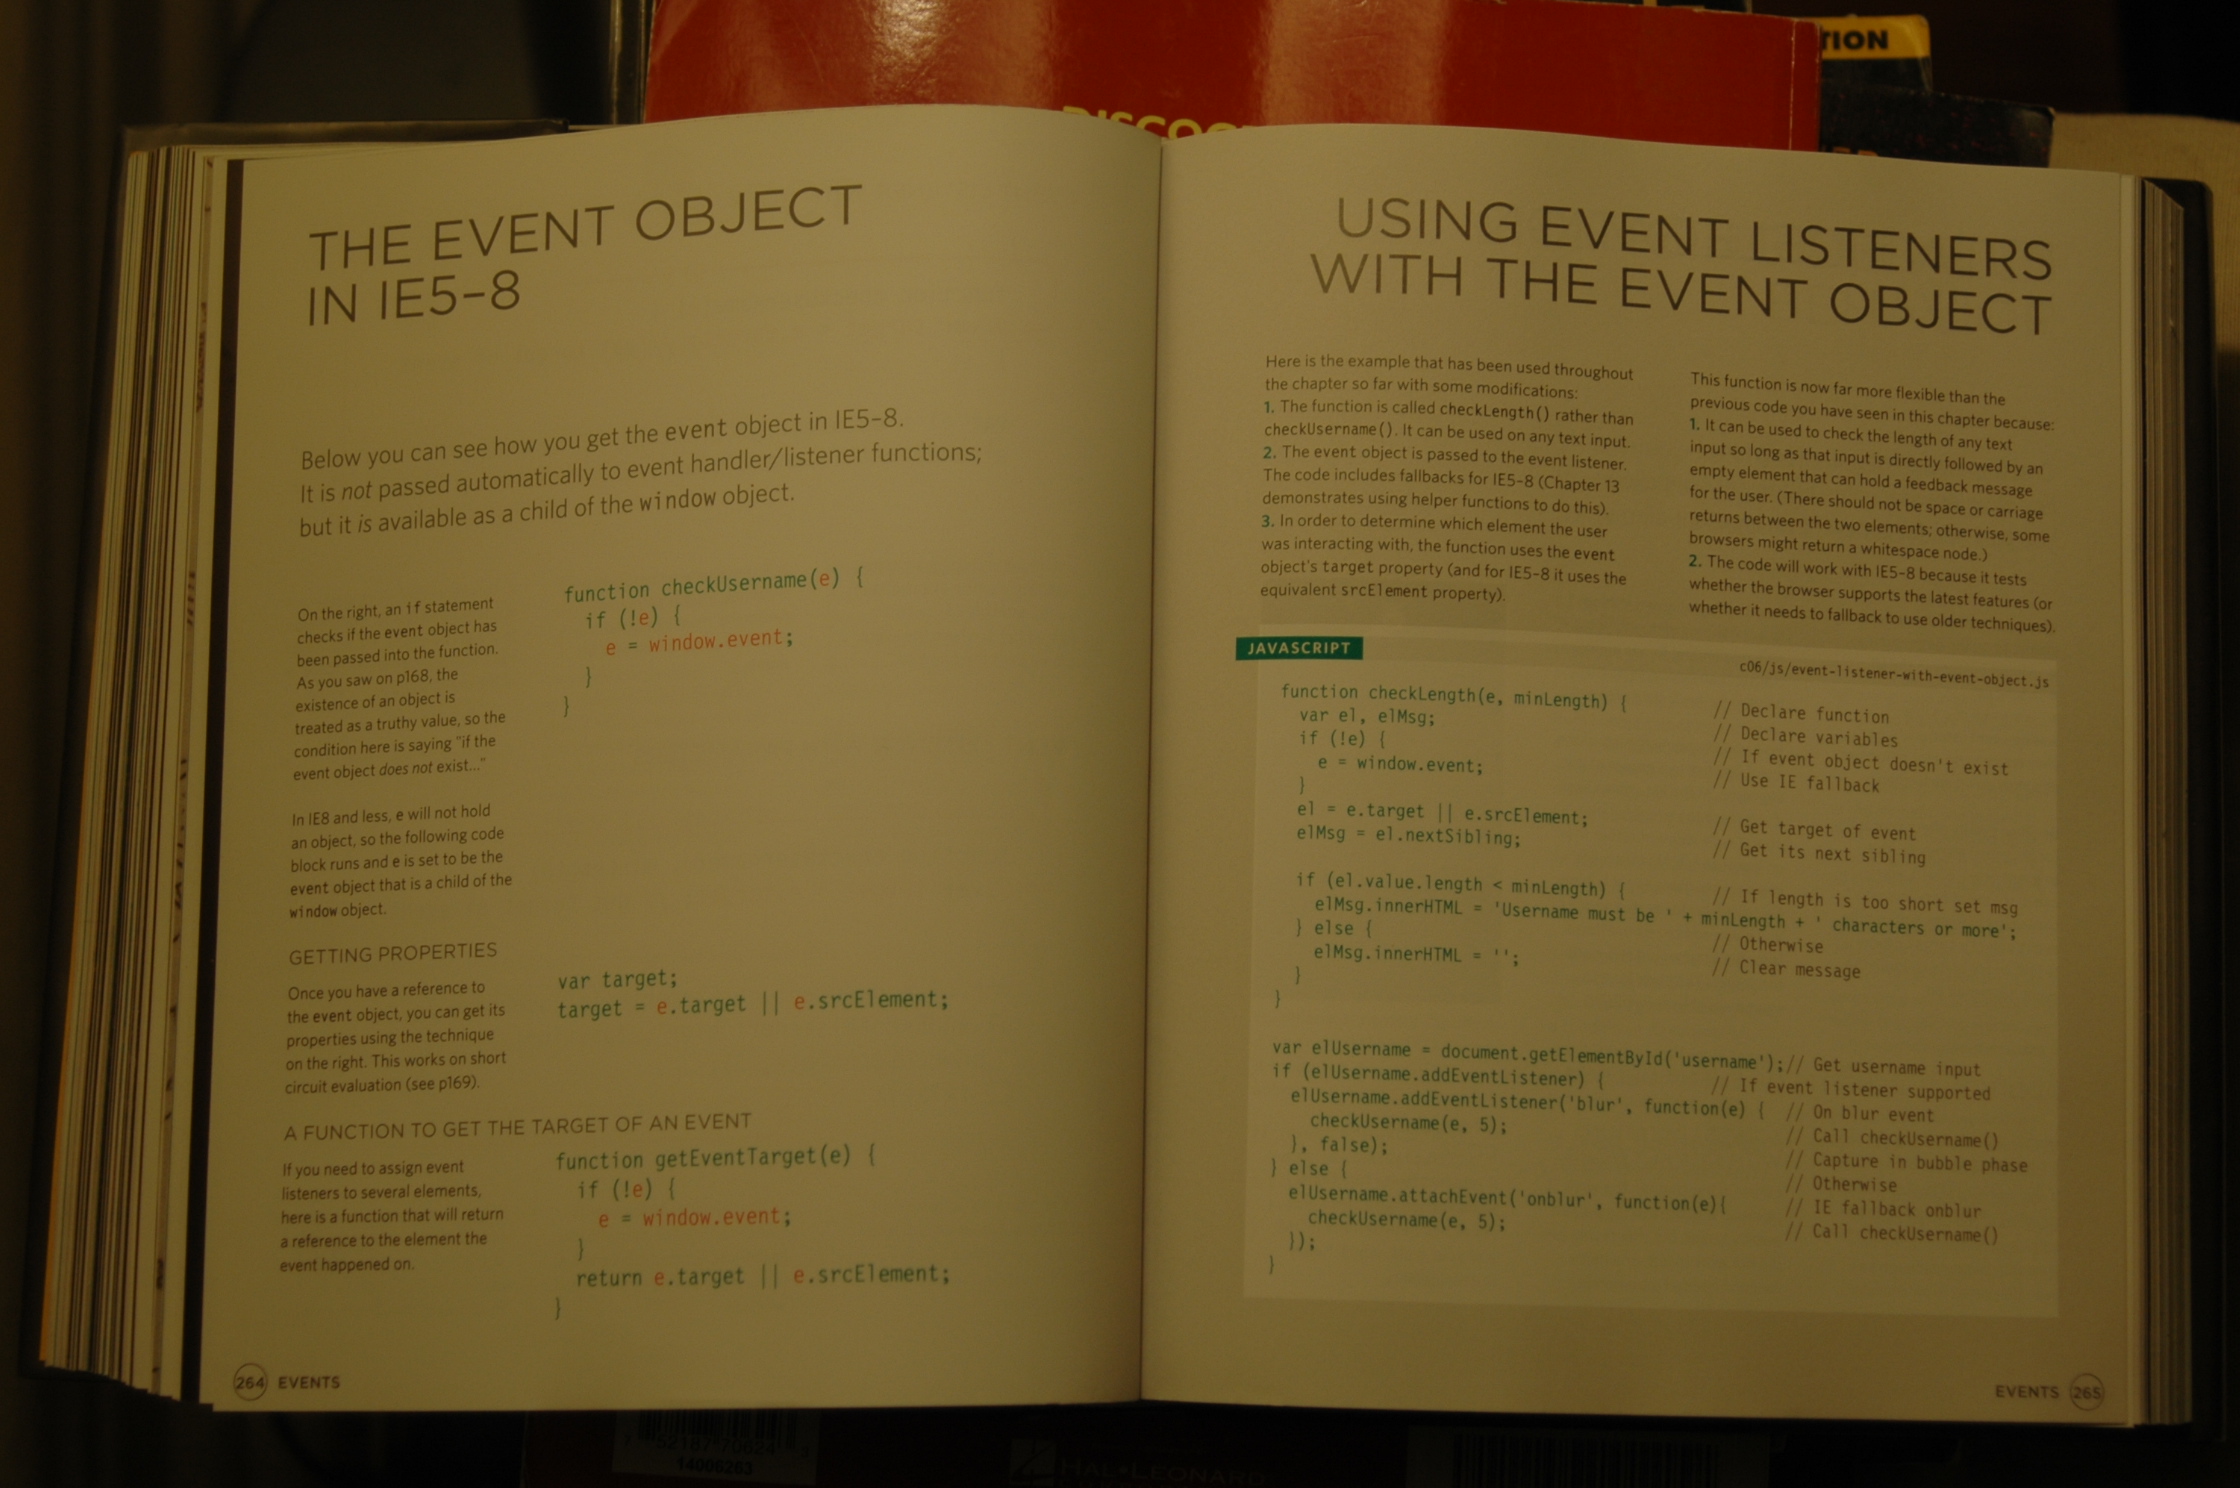 TION
DISCO
THE EVENT OBJECT
IN IE5–8
Below you can see how you get the event object in IE5–8.
It is not passed automatically to event handler/listener functions;
but it is available as a child of the window object.
On the right, an if statement
checks if the event object has
been passed into the function.
As you saw on p168, the
existence of an object is
treated as a truthy value, so the
condition here is saying "if the
event object does not exist..."
In IE8 and less, e will not hold
an object, so the following code
block runs and e is set to be the
event object that is a child of the
window object.
function checkUsername(e) {
if (!e) {
e = window.event;
}
}
GETTING PROPERTIES
Once you have a reference to
the event object, you can get its
properties using the technique
on the right. This works on short
circuit evaluation (see p169).
var target;
target = e.target || e.srcElement;
A FUNCTION TO GET THE TARGET OF AN EVENT
If you need to assign event
listeners to several elements,
here is a function that will return
a reference to the element the
event happened on.
function getEventTarget(e) {
if (!e) {
e = window.event;
}
return e.target || e.srcElement;
}
264 EVENTS
USING EVENT LISTENERS
WITH THE EVENT OBJECT
Here is the example that has been used throughout
the chapter so far with some modifications:
1. The function is called checkLength() rather than
checkUsername(). It can be used on any text input.
2. The event object is passed to the event listener.
The code includes fallbacks for IE5-8 (Chapter 13
demonstrates using helper functions to do this).
3. In order to determine which element the user
was interacting with, the function uses the event
object's target property (and for IE5-8 it uses the
equivalent srcElement property).
This function is now far more flexible than the
previous code you have seen in this chapter because:
1. It can be used to check the length of any text
input so long as that input is directly followed by an
empty element that can hold a feedback message
for the user. (There should not be space or carriage
returns between the two elements; otherwise, some
browsers might return a whitespace node.)
2. The code will work with IE5-8 because it tests
whether the browser supports the latest features (or
whether it needs to fallback to use older techniques).
JAVASCRIPT
c06/js/event-listener-with-event-object.js
function checkLength(e, minLength) { // Declare function
var el, elMsg; // Declare variables
if (!e) { // If event object doesn't exist
e = window.event; // Use IE fallback
}
el = e.target || e.srcElement; // Get target of event
elMsg = el.nextSibling; // Get its next sibling
if (el.value.length < minLength) { // If length is too short set msg
elMsg.innerHTML = 'Username must be ' + minLength + ' characters or more';
} else { // Otherwise
elMsg.innerHTML = ''; // Clear message
}
}
var elUsername = document.getElementById('username');// Get username input
if (elUsername.addEventListener) { // If event listener supported
elUsername.addEventListener('blur', function(e) { // On blur event
checkUsername(e, 5); // Call checkUsername()
}, false); // Capture in bubble phase
} else { // Otherwise
elUsername.attachEvent('onblur', function(e){ // IE fallback onblur
checkUsername(e, 5); // Call checkUsername()
});
}
EVENTS 265
14006263
HAL•LEONARD